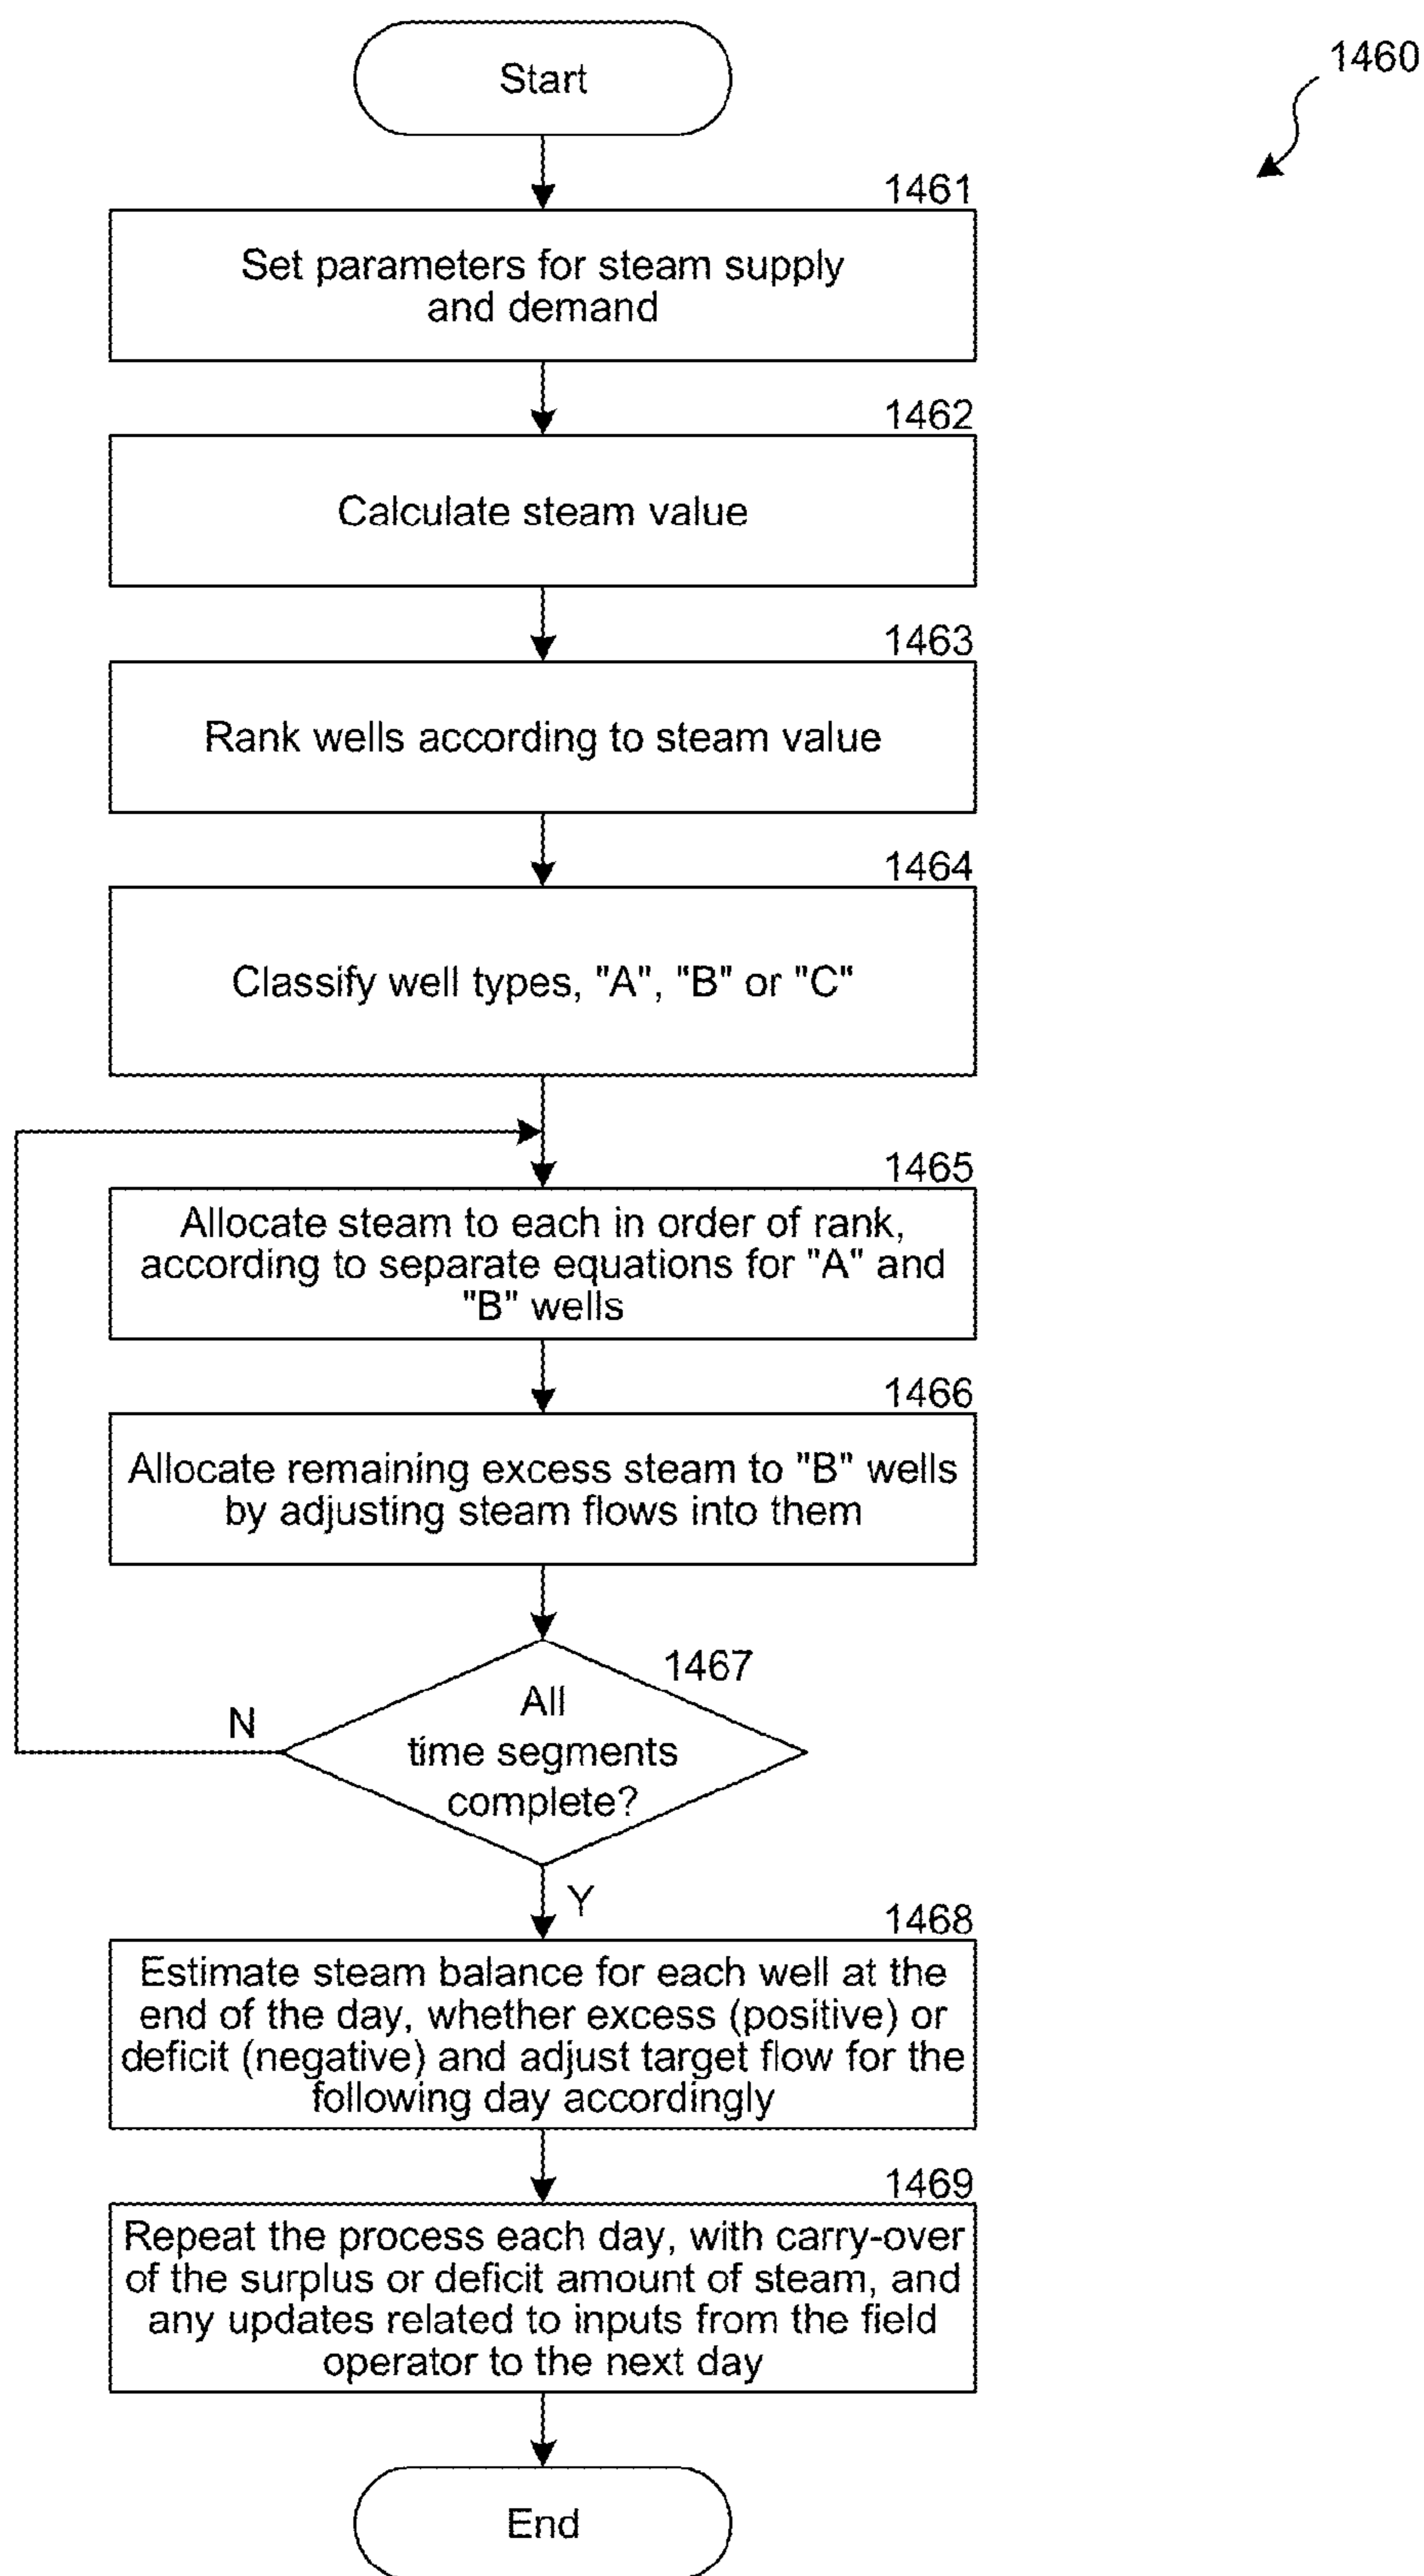 Start
1460
1461
Set parameters for steam supply
and demand
1462
Calculate steam value
1463
Rank wells according to steam value
1464
Classify well types, "A", "B" or "C"
1465
Allocate steam to each in order of rank,
according to separate equations for "A" and
"B" wells
1466
Allocate remaining excess steam to "B" wells
by adjusting steam flows into them
1467
All
time segments
complete?
N
Y
1468
Estimate steam balance for each well at the
end of the day, whether excess (positive) or
deficit (negative) and adjust target flow for the
following day accordingly
1469
Repeat the process each day, with carry-over
of the surplus or deficit amount of steam, and
any updates related to inputs from the field
operator to the next day
End